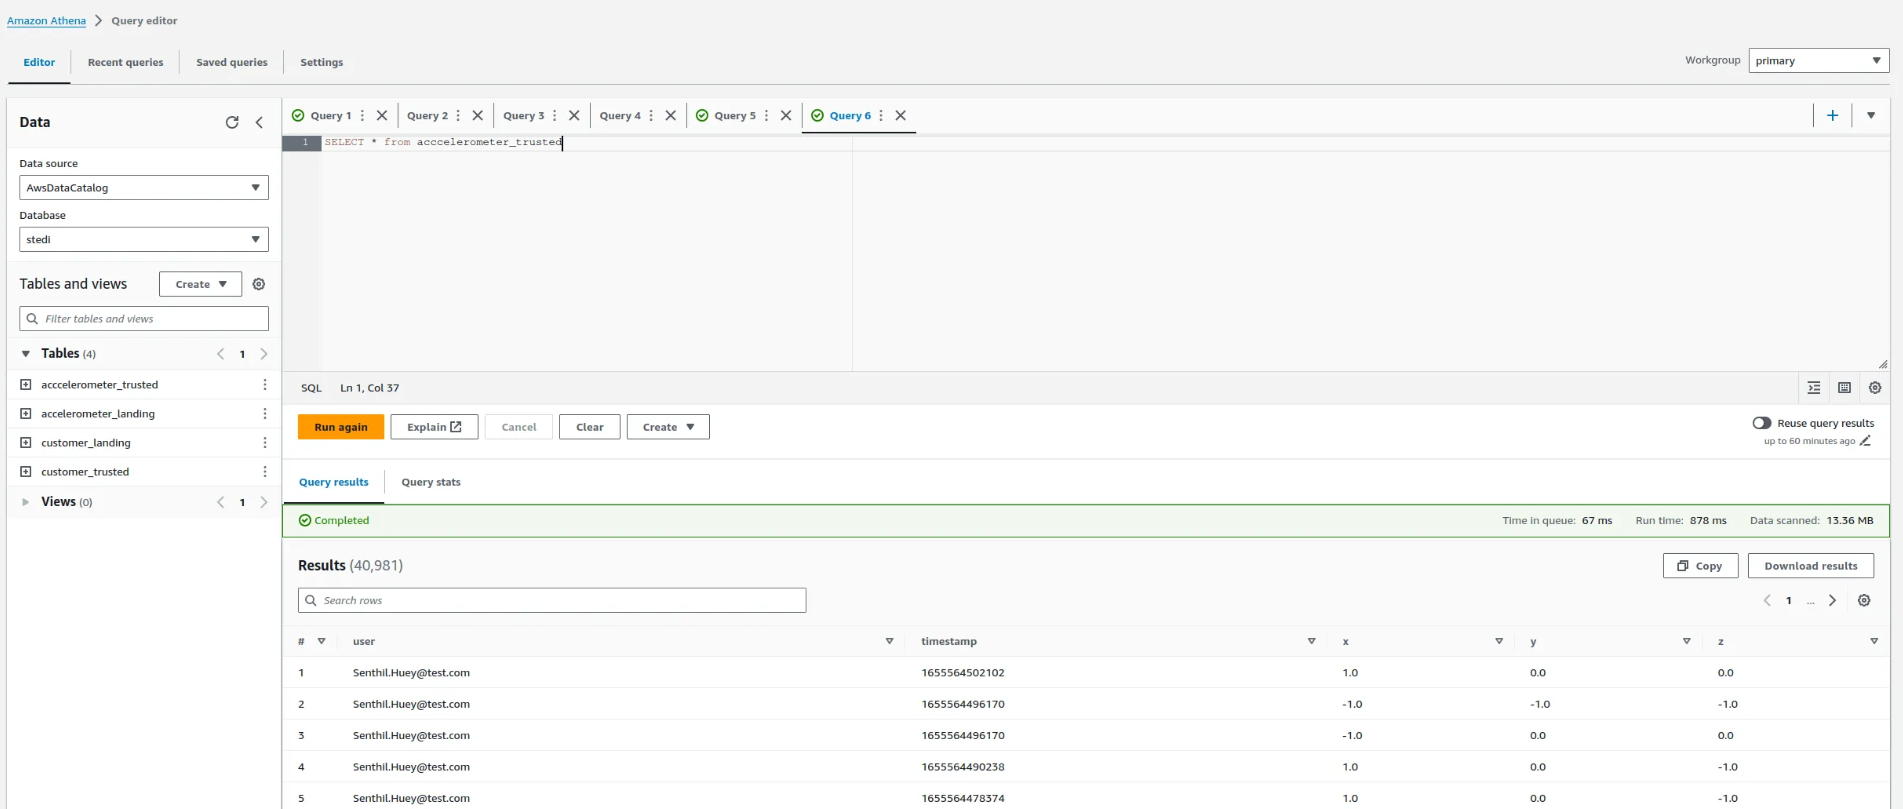 Amazon Athena > Query editor
Editor Recent queries Saved queries Settings
Workgroup primary
Data
Data source
AwsDataCatalog
Database
stedi
Tables and views Create
Filter tables and views
Tables (4) < 1 >
acccelerometer_trusted
accelerometer_landing
customer_landing
customer_trusted
Views (0) < 1 >
Query 1 Query 2 Query 3 Query 4 Query 5 Query 6
1 SELECT * from acccelerometer_trusted
SQL Ln 1, Col 37
Run again Explain Cancel Clear Create
Reuse query results
up to 60 minutes ago
Query results Query stats
Completed Time in queue: 67 ms Run time: 878 ms Data scanned: 13.36 MB
Results (40,981) Copy Download results
Search rows < 1 ... >
# user timestamp x y z
1 Senthil.Huey@test.com 1655564502102 1.0 0.0 0.0
2 Senthil.Huey@test.com 1655564496170 -1.0 -1.0 -1.0
3 Senthil.Huey@test.com 1655564496170 -1.0 0.0 0.0
4 Senthil.Huey@test.com 1655564490238 1.0 0.0 -1.0
5 Senthil.Huey@test.com 1655564478374 1.0 0.0 -1.0